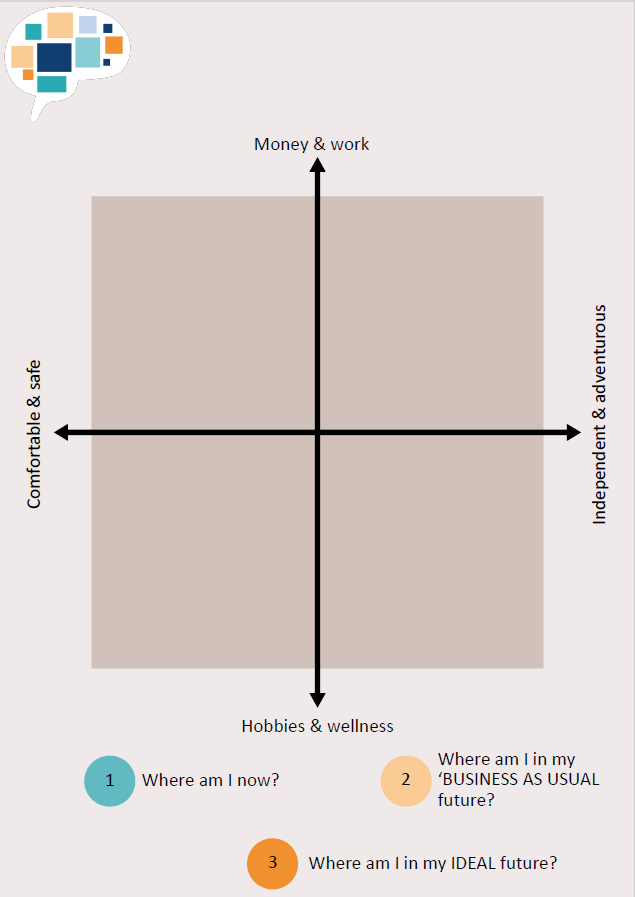 Money & work
Comfortable & safe
Independent & adventurous
Hobbies & wellness
1
Where am I now?
2
Where am I in my
‘BUSINESS AS USUAL
future?
3
Where am I in my IDEAL future?